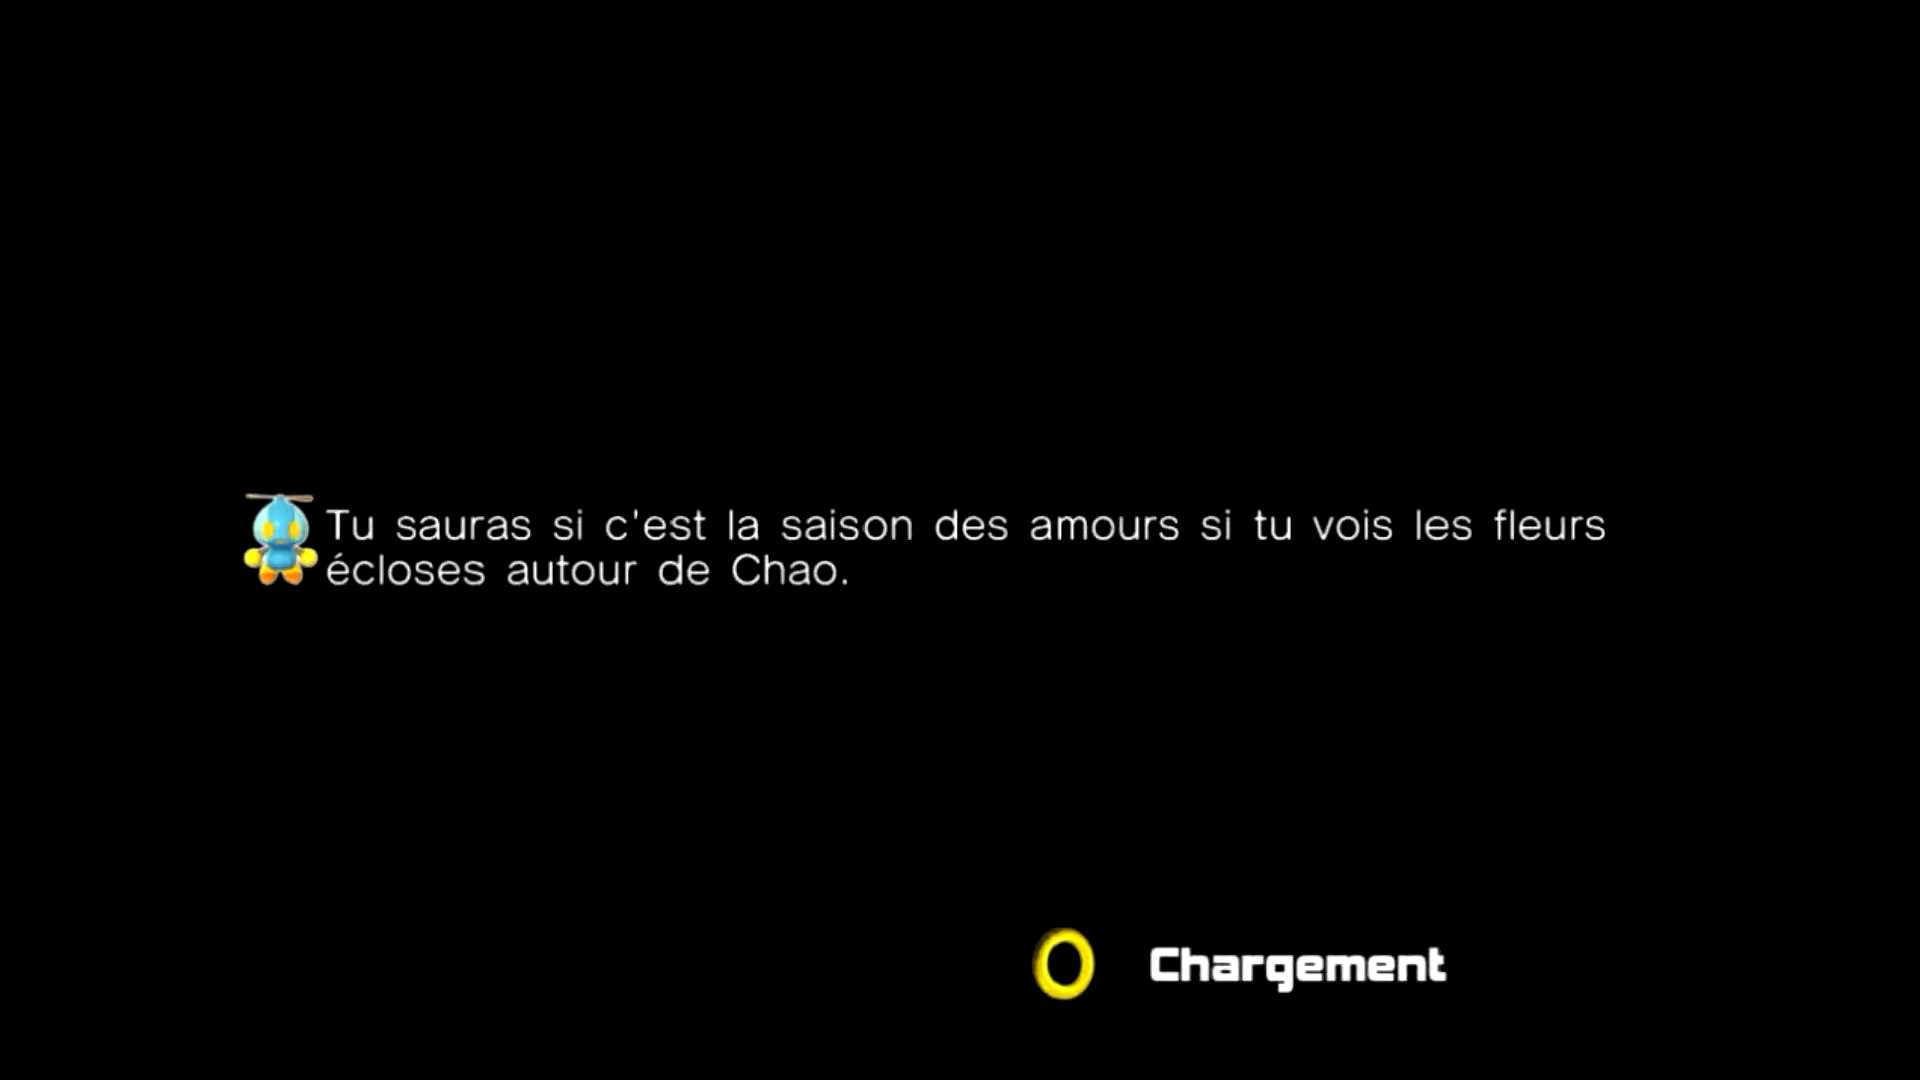 Tu sauras si c'est la saison des amours si tu vois les fleurs
écloses autour de Chao.
Chargement